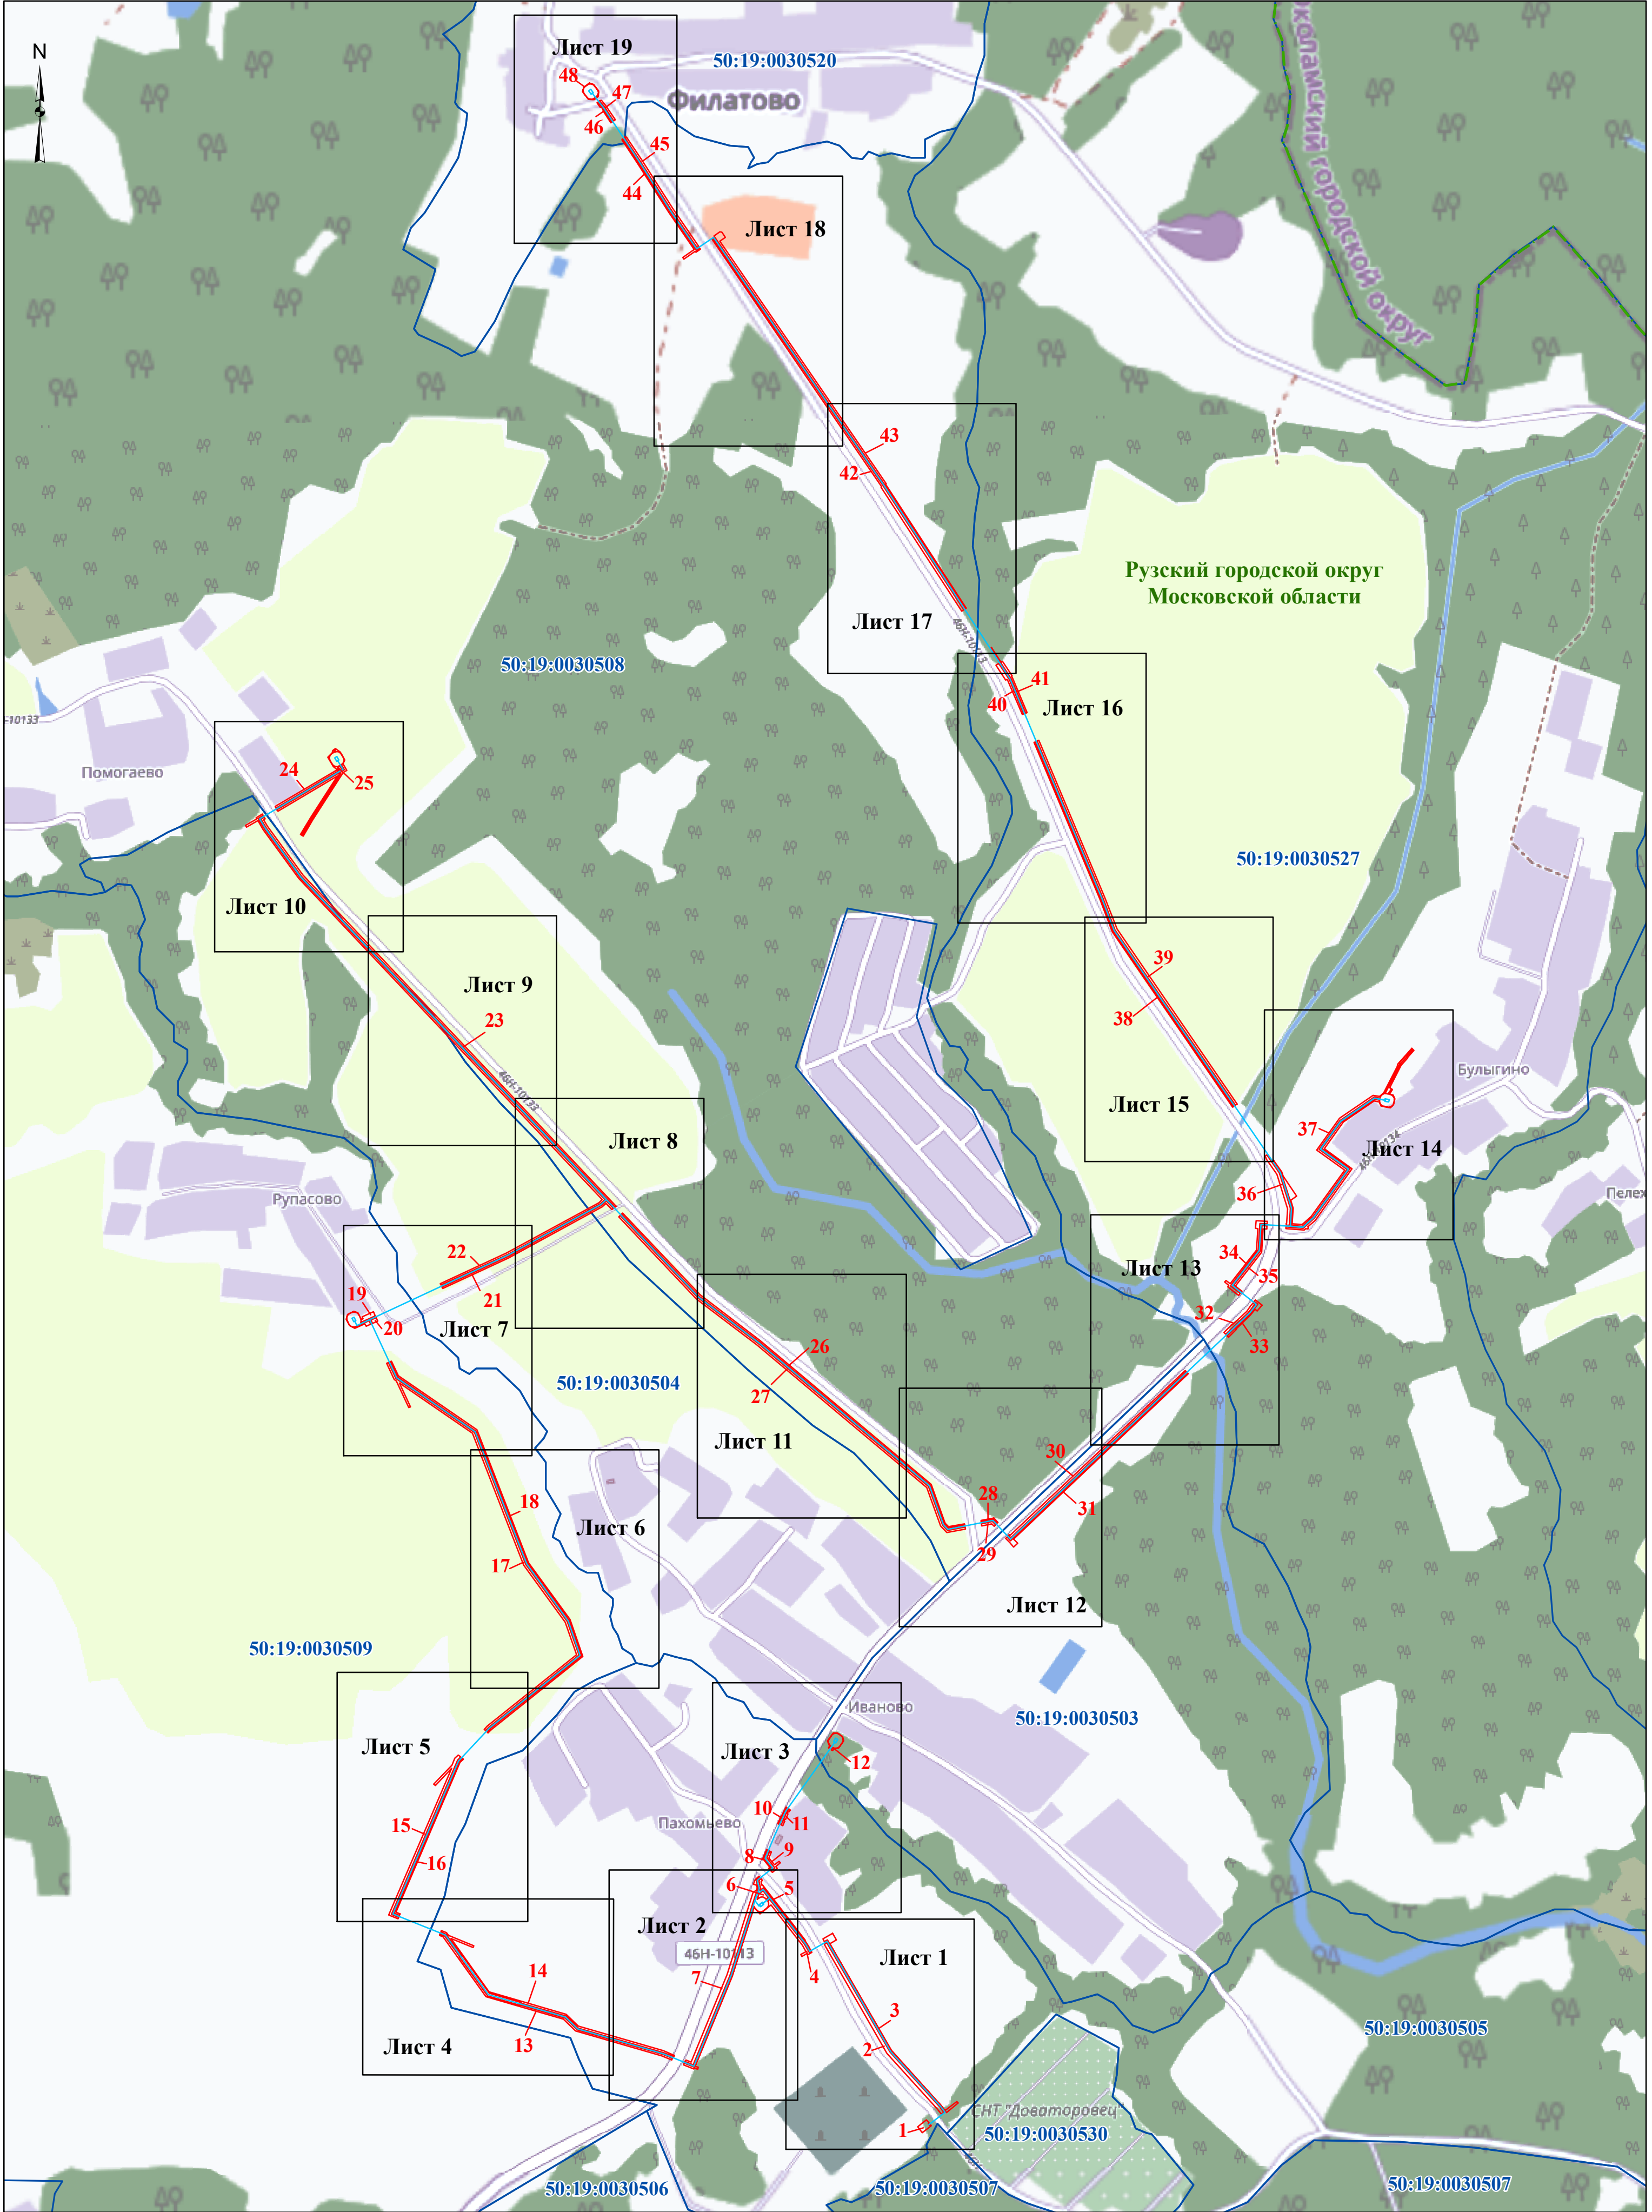 N
Лист 19
50:19:0030520
48
47
Филатово
46
45
44
Лист 18
городской округ
43
42
Рузский городской округ
Московской области
Лист 17
46Н-10113
50:19:0030508
41
40
Лист 16
-10133
Помогаево
24
25
50:19:0030527
Лист 10
39
Лист 9
38
23
46Н-10133
Булыгино
Лист 15
37
Лист 8
Лист 14
Рупасово
36
Пелех
22
34
Лист 13
35
21
19
20
Лист 7
32
33
26
50:19:0030504
27
Лист 11
30
28
31
18
Лист 6
29
17
Лист 12
50:19:0030509
Иваново
50:19:0030503
Лист 5
Лист 3
12
10
11
Пахомьево
15
9
8
16
6
5
Лист 2
46Н-10113
Лист 1
14
4
7
3
13
Лист 4
2
50:19:0030505
СНТ "Доваторовец"
1
50:19:0030530
50:19:0030506
50:19:0030507
50:19:0030507